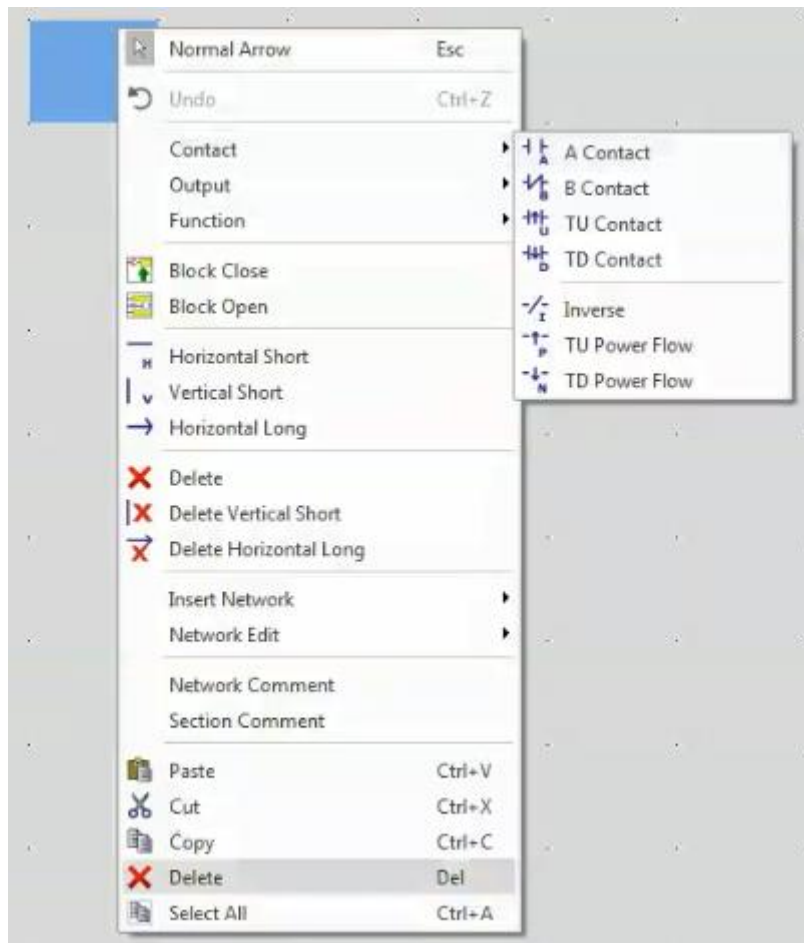 Normal Arrow Esc
Undo Ctrl+Z
Contact
Output
Function
Block Close
Block Open
H Horizontal Short
V Vertical Short
Horizontal Long
Delete
Delete Vertical Short
Delete Horizontal Long
Insert Network
Network Edit
Network Comment
Section Comment
Paste Ctrl+V
Cut Ctrl+X
Copy Ctrl+C
Delete Del
Select All Ctrl+A
A A Contact
B B Contact
U TU Contact
D TD Contact
I Inverse
P TU Power Flow
N TD Power Flow